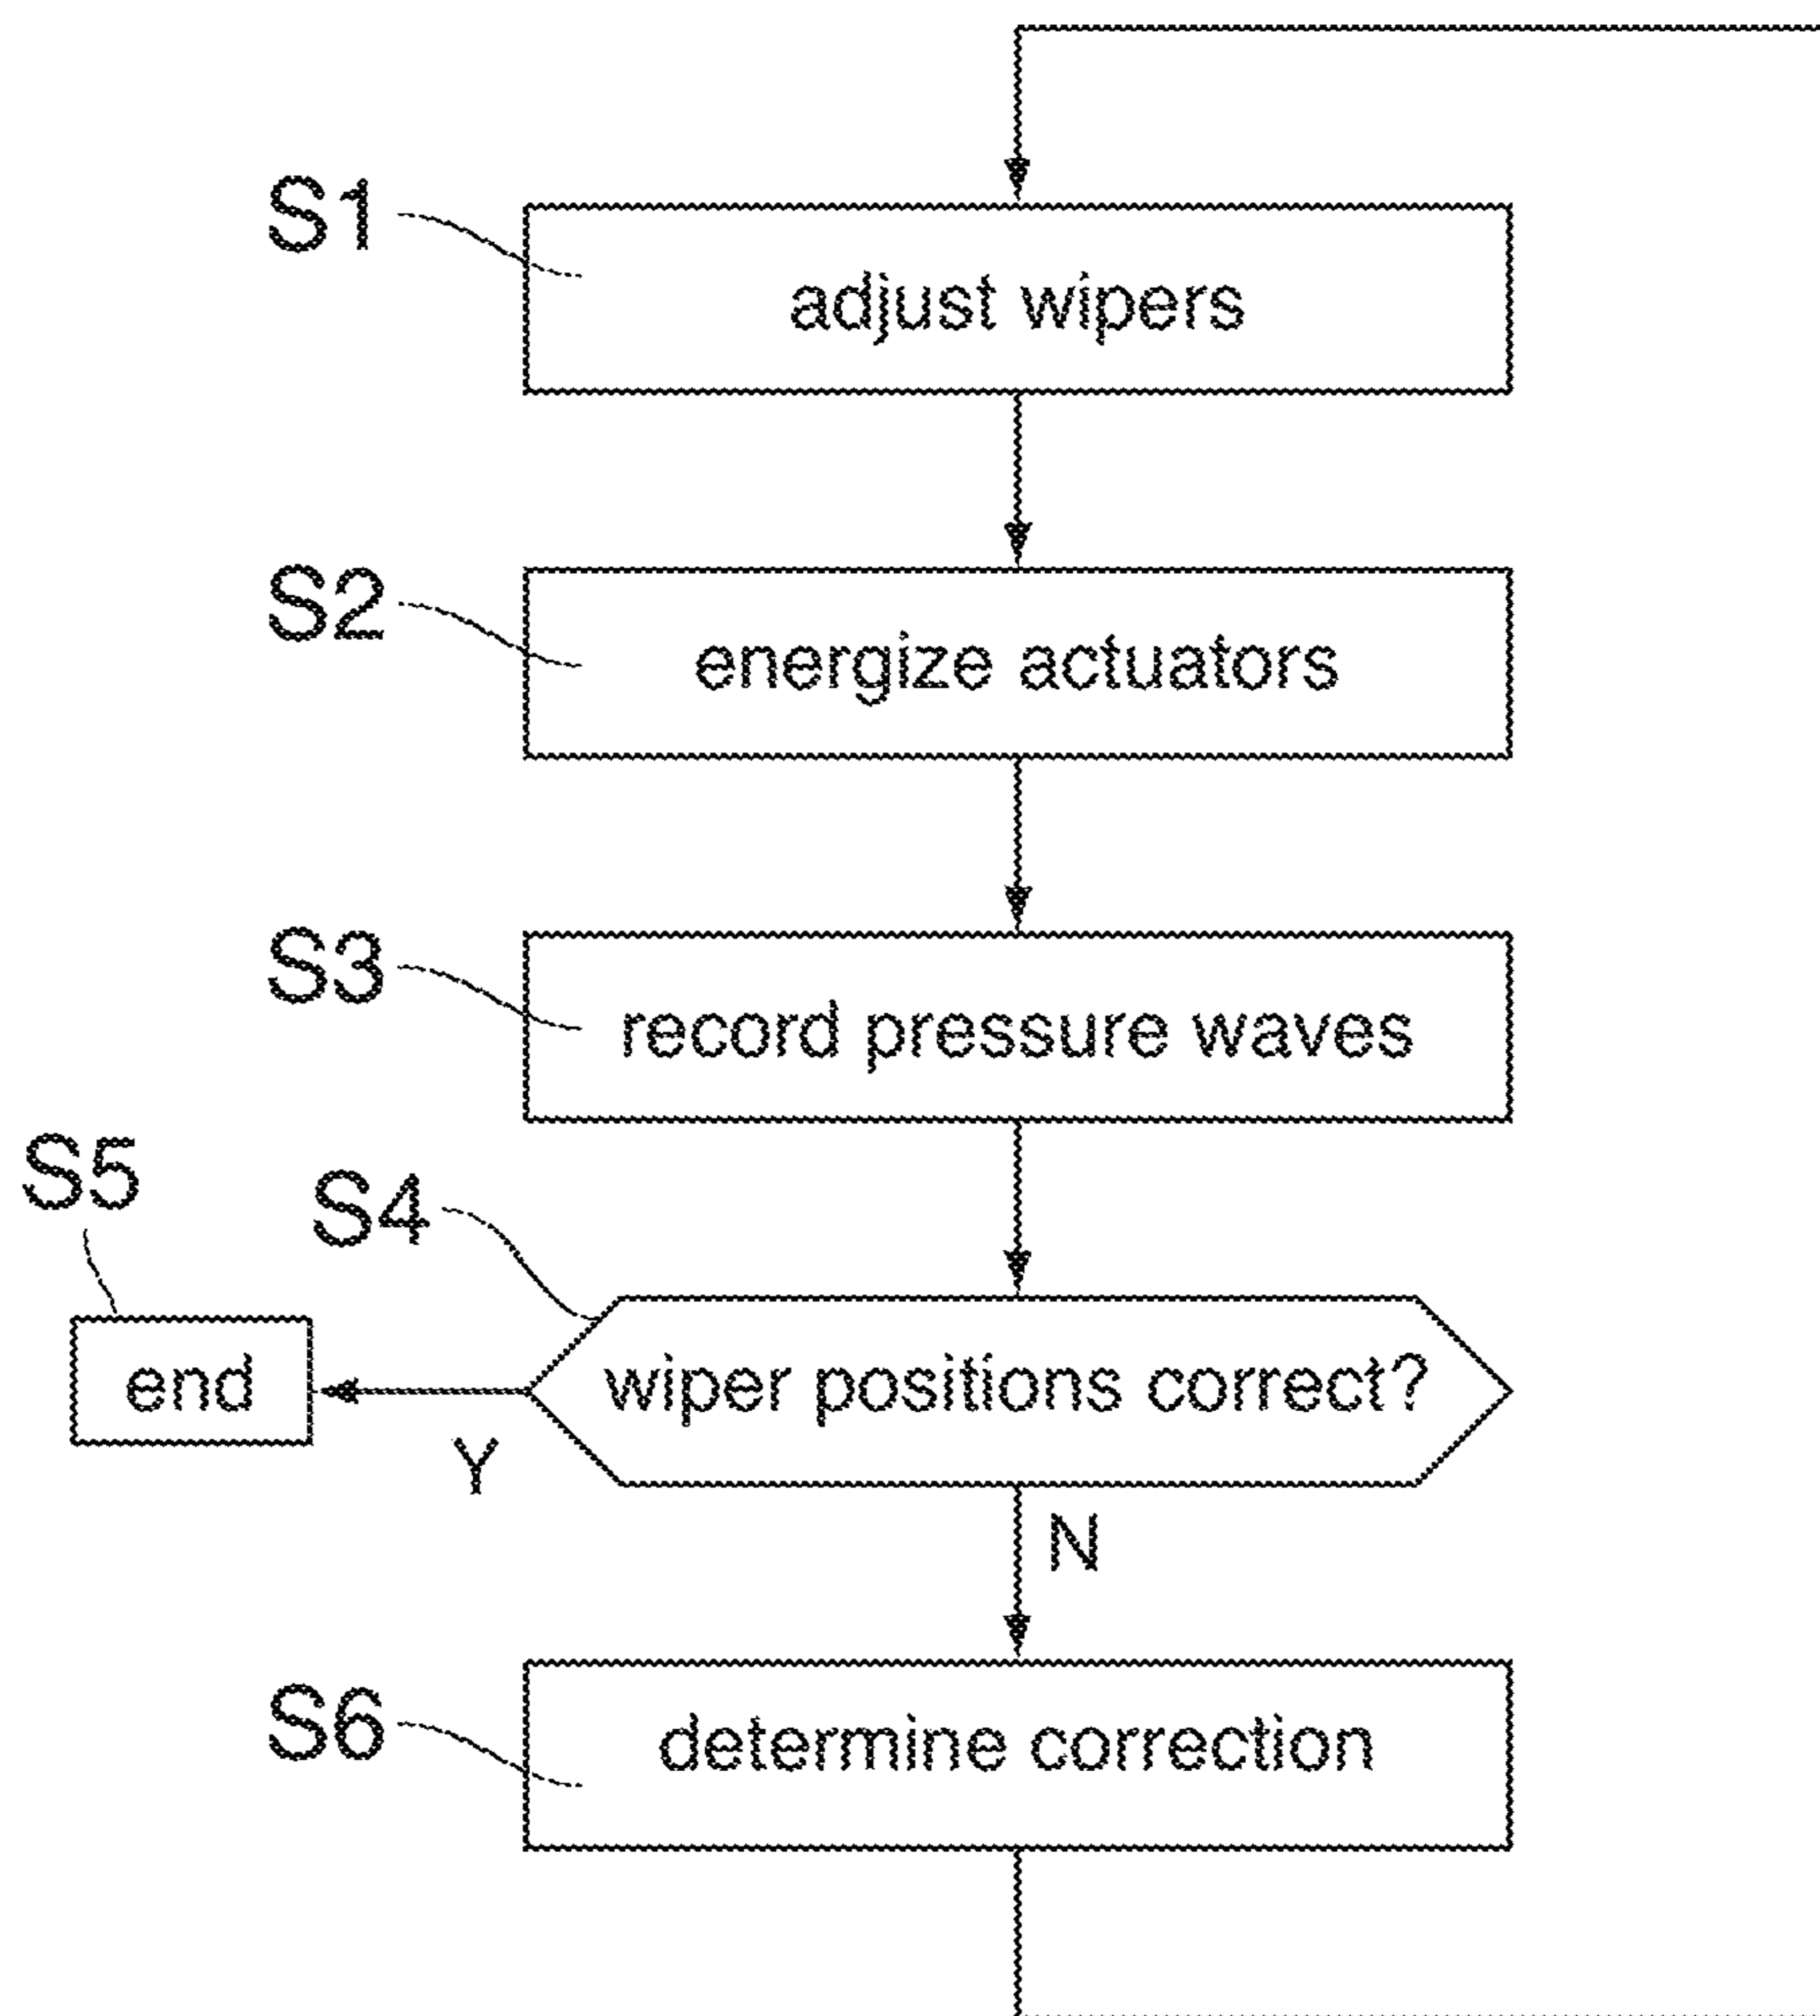 S1
adjust wipers
S2
energize actuators
S3
record pressure waves
S5
S4
end
wiper positions correct?
Y
N
S6
determine correction